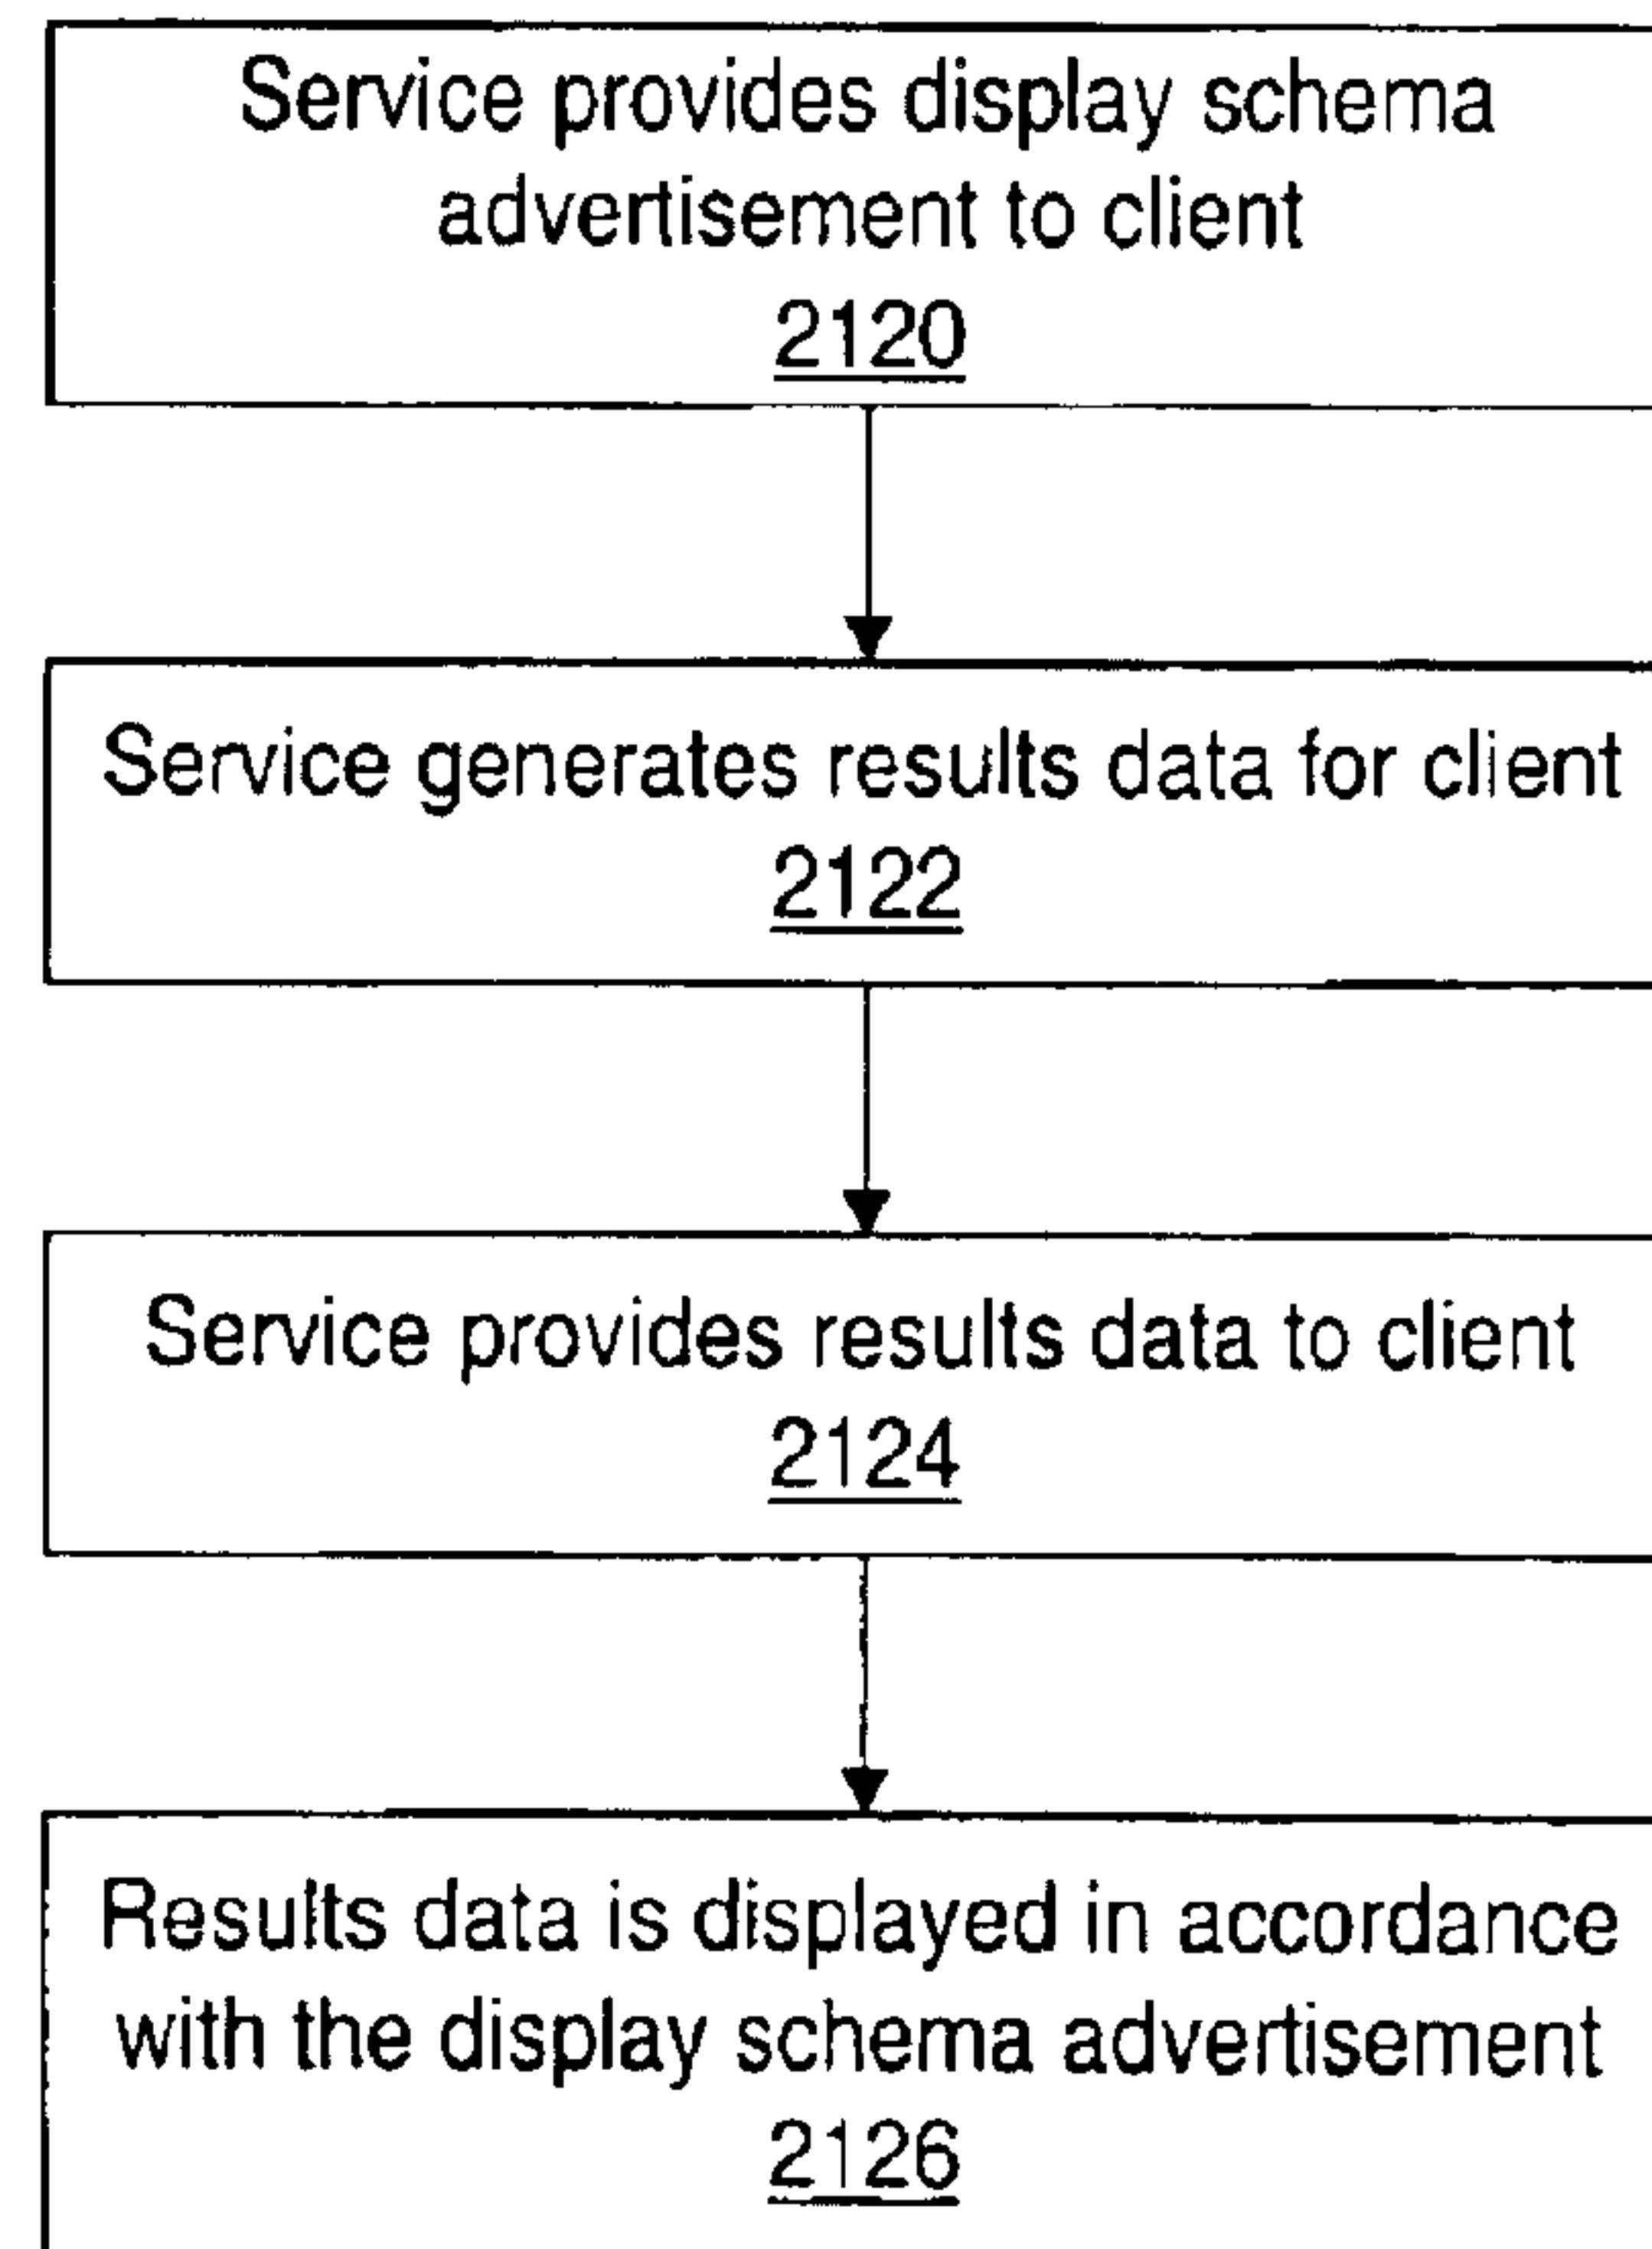 Service provides display schema
advertisement to client
2120
Service generates results data for client
2122
Service provides results data to client
2124
Results data is displayed in accordance
with the display schema advertisement
2126